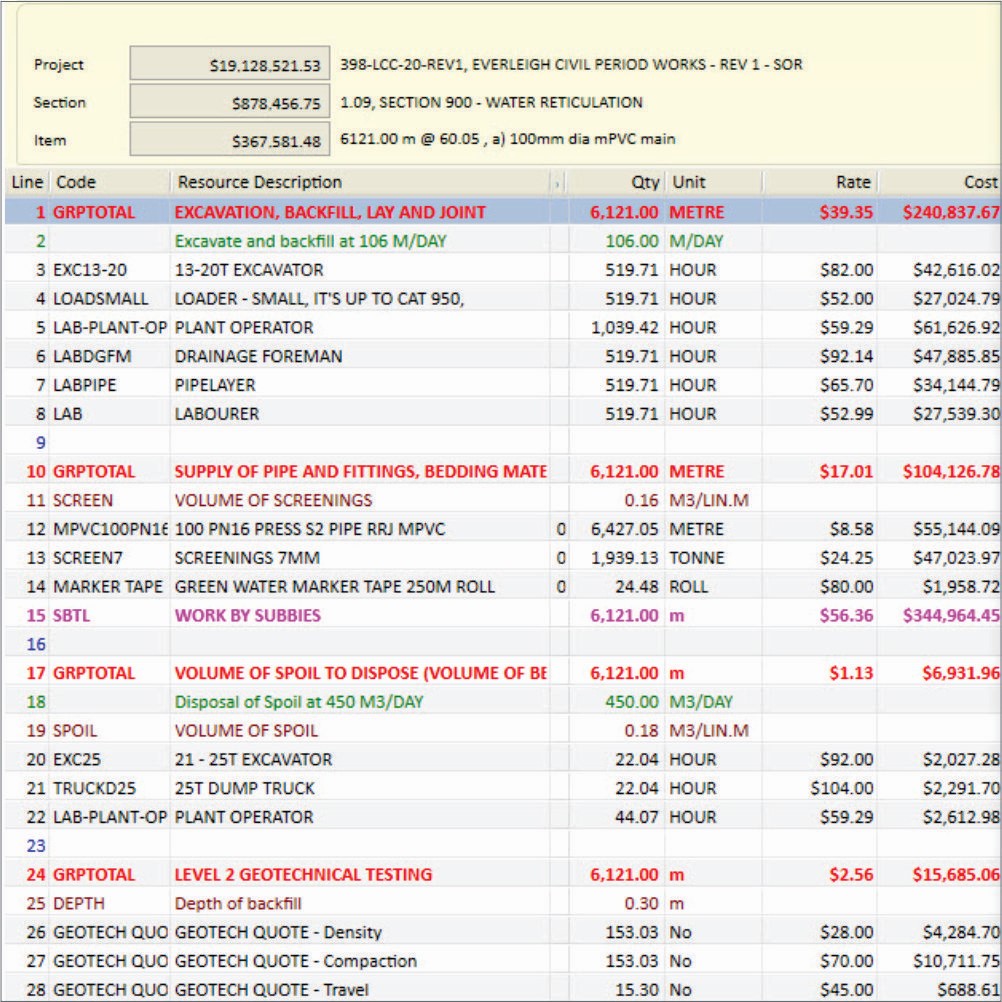 Project $19,128,521.53 398-LCC-20-REV1, EVERLEIGH CIVIL PERIOD WORKS - REV 1 - SOR
Section $878,456.75 1.09, SECTION 900 - WATER RETICULATION
Item $367,581.48 6121.00 m @ 60.05 , a) 100mm dia mPVC main
Line Code Resource Description Qty Unit Rate Cost
1 GRPTOTAL EXCAVATION, BACKFILL, LAY AND JOINT 6,121.00 METRE $39.35 $240,837.67
2 Excavate and backfill at 106 M/DAY 106.00 M/DAY
3 EXC13-20 13-20T EXCAVATOR 519.71 HOUR $82.00 $42,616.02
4 LOADSMALL LOADER - SMALL, IT'S UP TO CAT 950, 519.71 HOUR $52.00 $27,024.79
5 LAB-PLANT-OP PLANT OPERATOR 1,039.42 HOUR $59.29 $61,626.92
6 LABDGFM DRAINAGE FOREMAN 519.71 HOUR $92.14 $47,885.85
7 LABPIPE PIPELAYER 519.71 HOUR $65.70 $34,144.79
8 LAB LABOURER 519.71 HOUR $52.99 $27,539.30
9
10 GRPTOTAL SUPPLY OF PIPE AND FITTINGS, BEDDING MATE 6,121.00 METRE $17.01 $104,126.78
11 SCREEN VOLUME OF SCREENINGS 0.16 M3/LIN.M
12 MPVC100PN16 100 PN16 PRESS S2 PIPE RRJ MPVC 0 6,427.05 METRE $8.58 $55,144.09
13 SCREEN7 SCREENINGS 7MM 0 1,939.13 TONNE $24.25 $47,023.97
14 MARKER TAPE GREEN WATER MARKER TAPE 250M ROLL 0 24.48 ROLL $80.00 $1,958.72
15 SBTL WORK BY SUBBIES 6,121.00 m $56.36 $344,964.45
16
17 GRPTOTAL VOLUME OF SPOIL TO DISPOSE (VOLUME OF BE 6,121.00 m $1.13 $6,931.96
18 Disposal of Spoil at 450 M3/DAY 450.00 M3/DAY
19 SPOIL VOLUME OF SPOIL 0.18 M3/LIN.M
20 EXC25 21 - 25T EXCAVATOR 22.04 HOUR $92.00 $2,027.28
21 TRUCKD25 25T DUMP TRUCK 22.04 HOUR $104.00 $2,291.70
22 LAB-PLANT-OP PLANT OPERATOR 44.07 HOUR $59.29 $2,612.98
23
24 GRPTOTAL LEVEL 2 GEOTECHNICAL TESTING 6,121.00 m $2.56 $15,685.06
25 DEPTH Depth of backfill 0.30 m
26 GEOTECH QUO GEOTECH QUOTE - Density 153.03 No $28.00 $4,284.70
27 GEOTECH QUO GEOTECH QUOTE - Compaction 153.03 No $70.00 $10,711.75
28 GEOTECH QUO GEOTECH QUOTE - Travel 15.30 No $45.00 $688.61